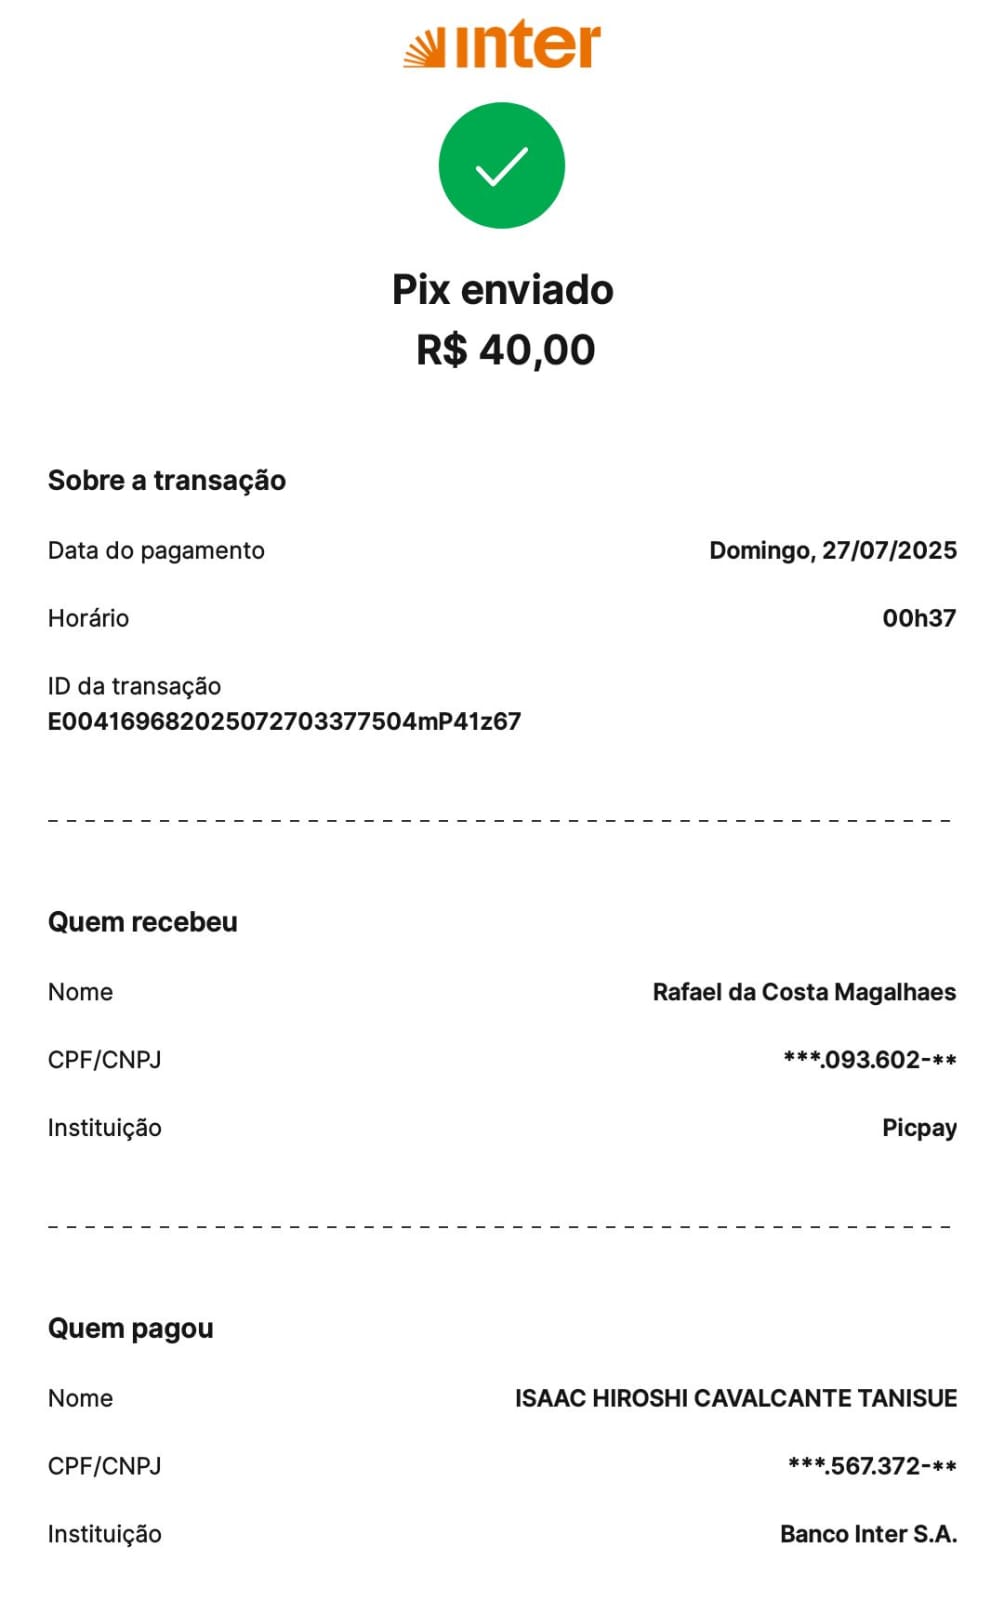 inter
Pix enviado
R$ 40,00
Sobre a transação
Data do pagamento Domingo, 27/07/2025
Horário 00h37
ID da transação
E004169682025072703377504mP41z67
Quem recebeu
Nome Rafael da Costa Magalhaes
CPF/CNPJ ***.093.602-**
Instituição Picpay
Quem pagou
Nome ISAAC HIROSHI CAVALCANTE TANISUE
CPF/CNPJ ***.567.372-**
Instituição Banco Inter S.A.